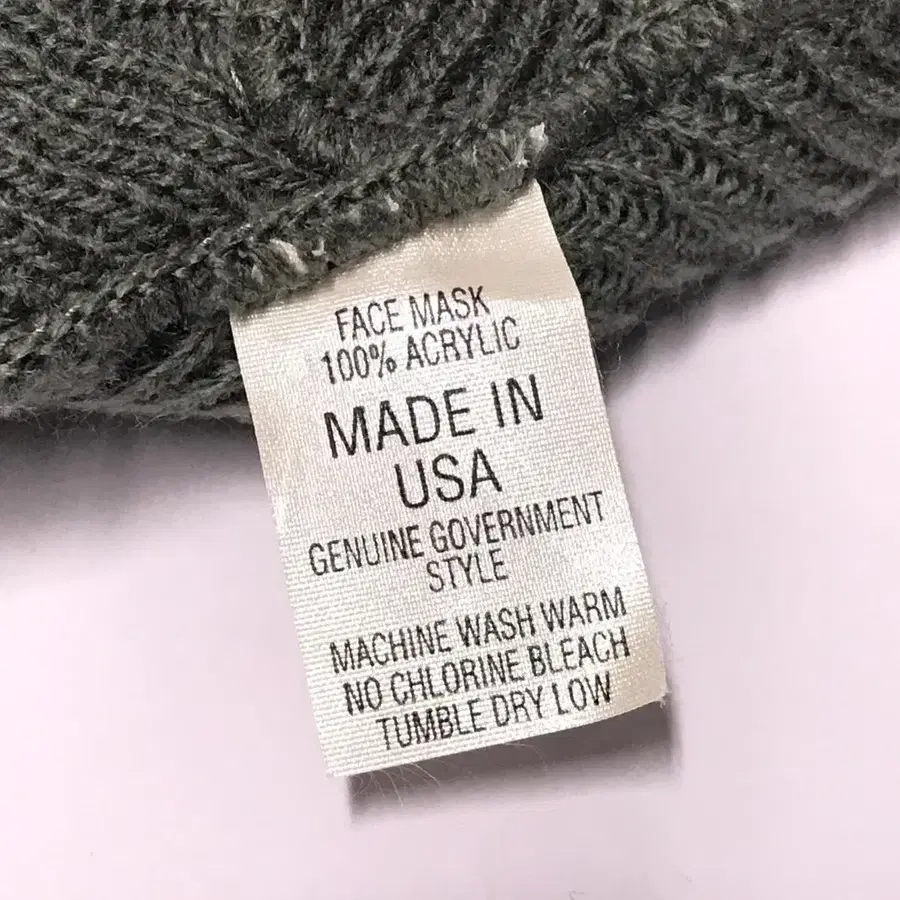 FACE MASK
100% ACRYLIC
MADE IN
USA
GENUINE GOVERNMENT
STYLE
MACHINE WASH WARM
NO CHLORINE BLEACH
TUMBLE DRY LOW